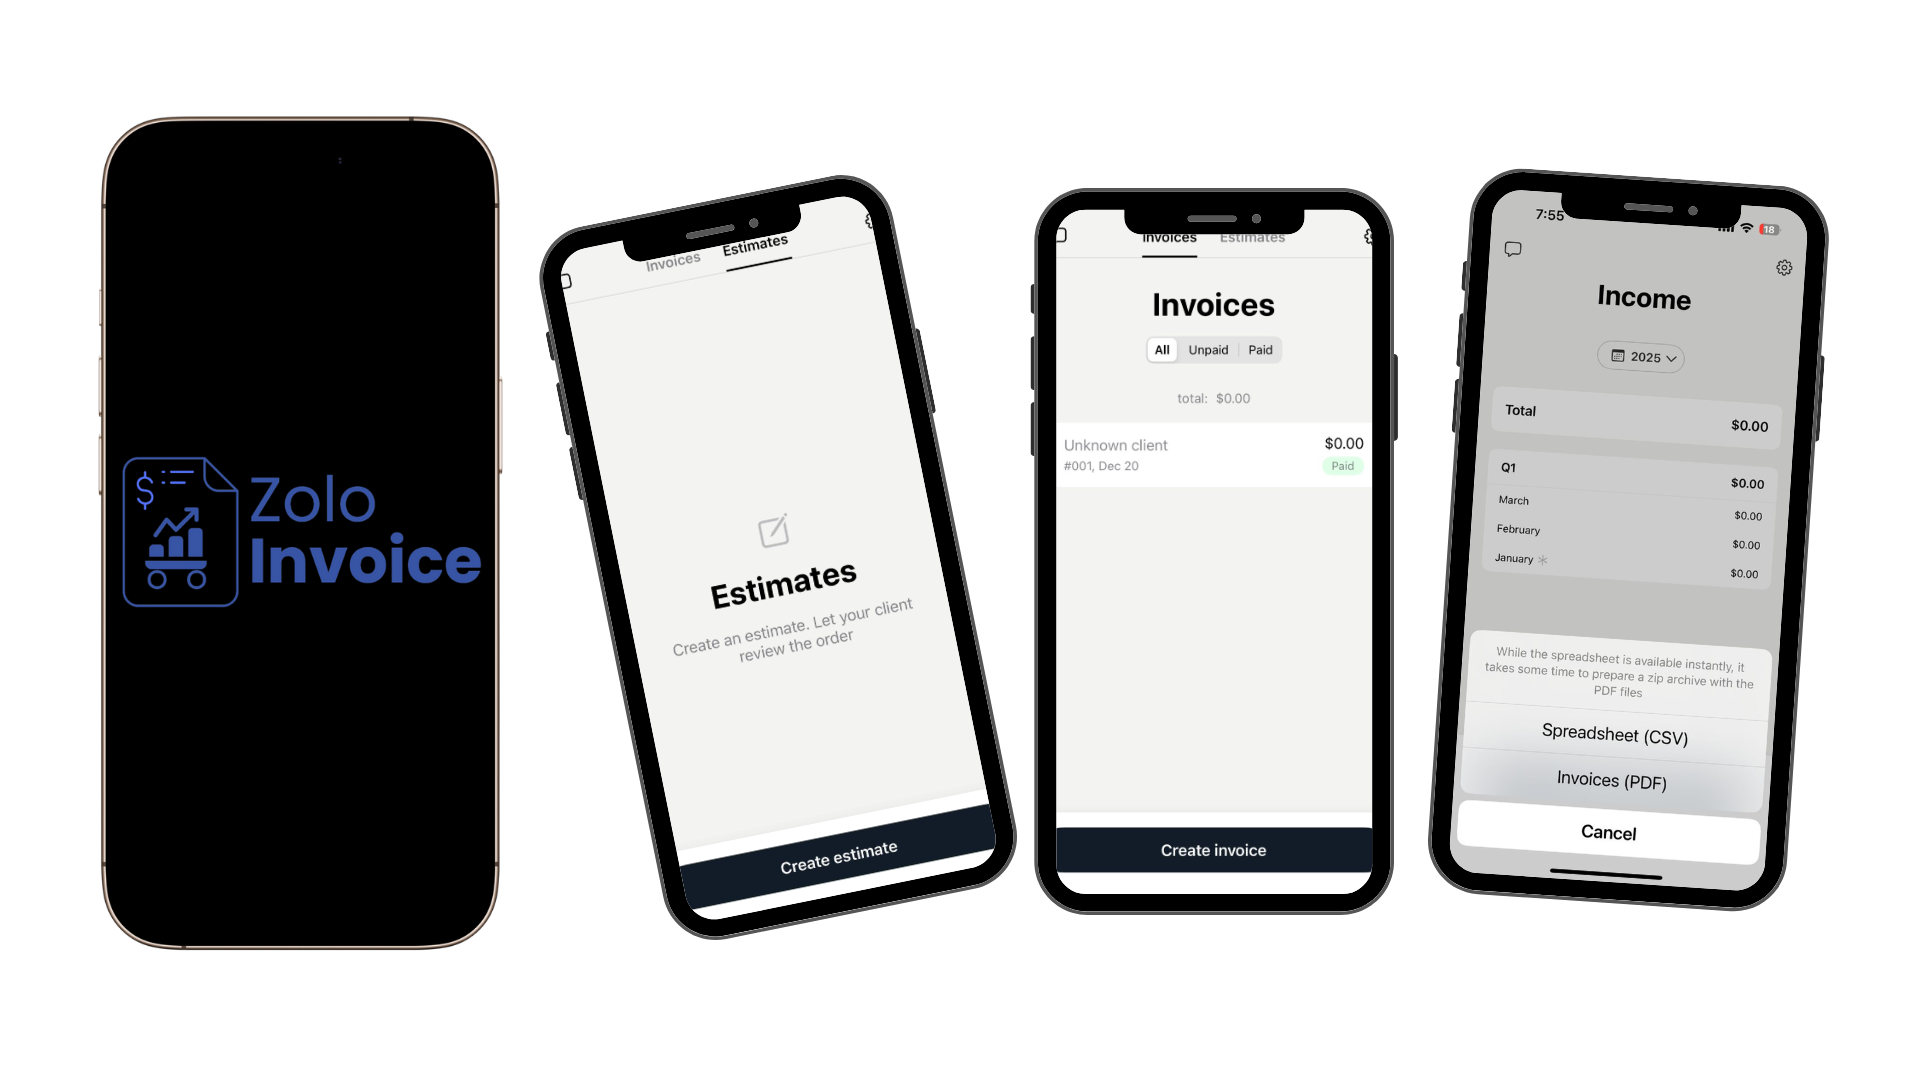 $
Zolo
Invoice
Invoices Estimates
Estimates
Create an estimate. Let your client
review the order
Create estimate
Invoices Estimates
Invoices
All Unpaid Paid
total: $0.00
Unknown client $0.00
#001, Dec 20 Paid
Create invoice
7:55 18
Income
2025
Total $0.00
Q1 $0.00
March $0.00
February $0.00
January $0.00
While the spreadsheet is available instantly, it
takes some time to prepare a zip archive with the
PDF files
Spreadsheet (CSV)
Invoices (PDF)
Cancel